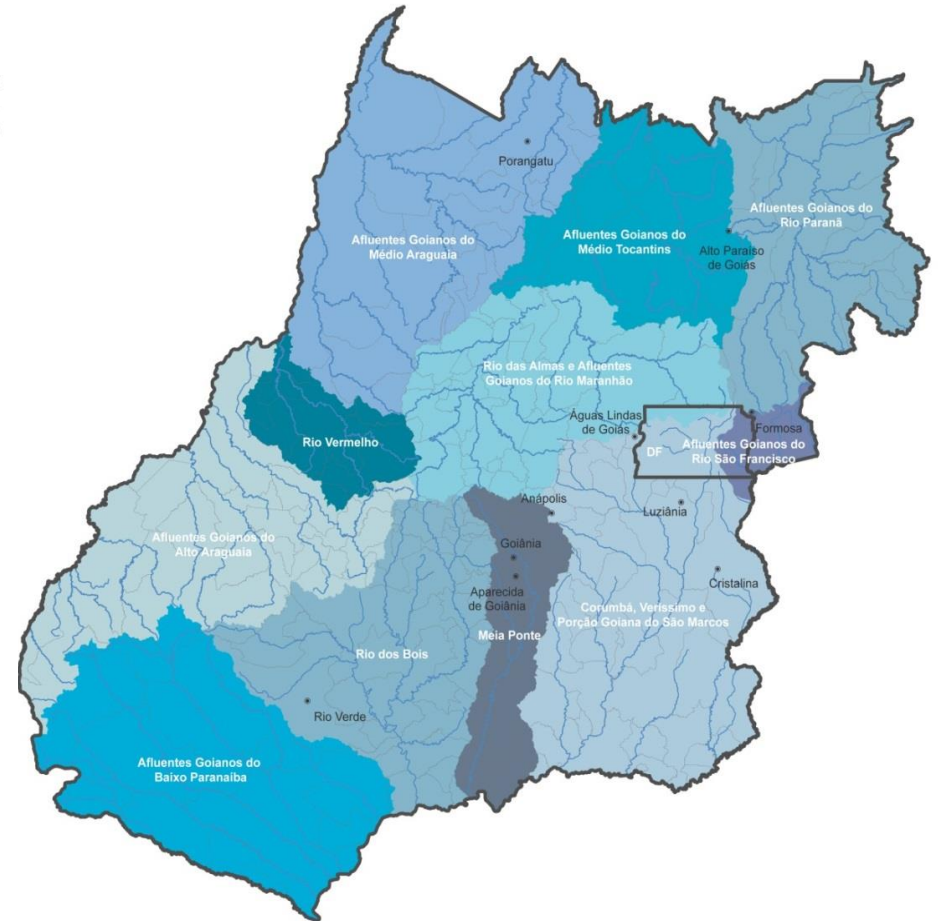 Porangatu
Afluentes Goianos do
Rio Paranã
Afluentes Goianos do
Médio Araguaia
Afluentes Goianos do
Médio Tocantins
Alto Paraíso
de Goiás
Rio das Almas e Afluentes
Goianos do Rio Maranhão
Águas Lindas
de Goiás
Formosa
Rio Vermelho
DF
Afluentes Goianos do
Rio São Francisco
Anápolis
Luziânia
Afluentes Goianos do
Alto Araguaia
Goiânia
Cristalina
Aparecida
de Goiânia
Corumbá, Veríssimo e
Porção Goiana do São Marcos
Meia Ponte
Rio dos Bois
Rio Verde
Afluentes Goianos do
Baixo Paranaíba